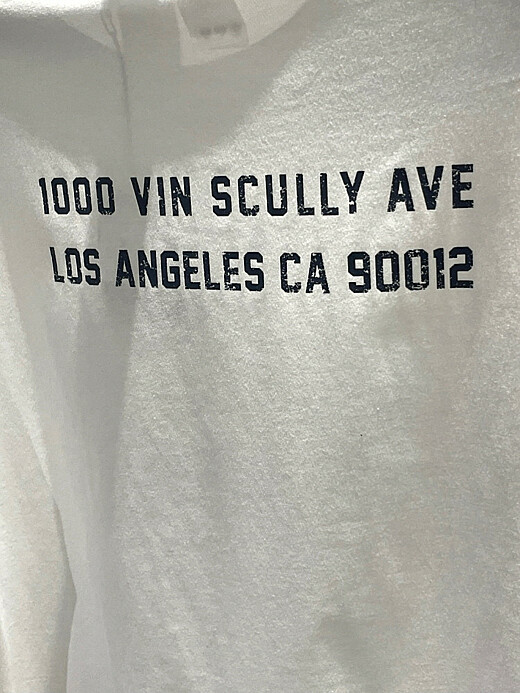 1000 VIN SCULLY AVE
LOS ANGELES CA 90012